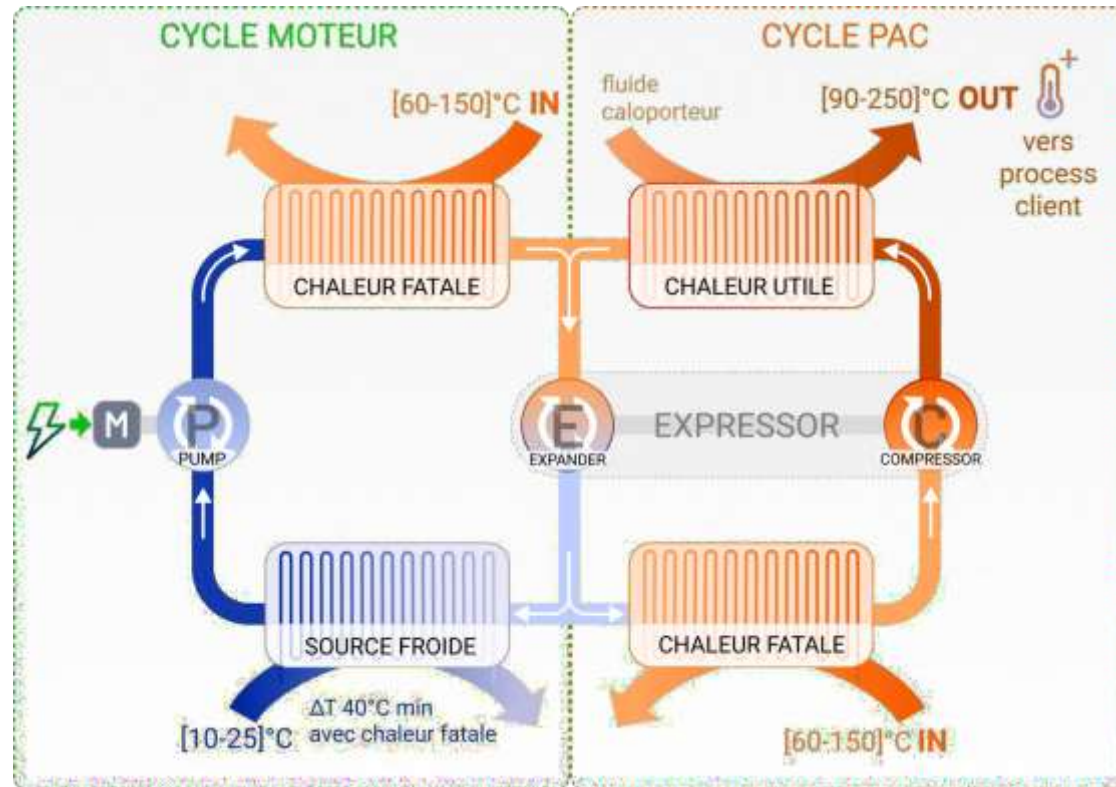 CYCLE MOTEUR
CYCLE PAC
[60-150]°C IN
fluide
caloporteur
[90-250]°C OUT
+
vers
process
client
CHALEUR FATALE
CHALEUR UTILE
M
P
PUMP
E
EXPANDER
EXPRESSOR
C
COMPRESSOR
SOURCE FROIDE
CHALEUR FATALE
[10-25]°C
ΔT 40°C min
avec chaleur fatale
[60-150]°C IN